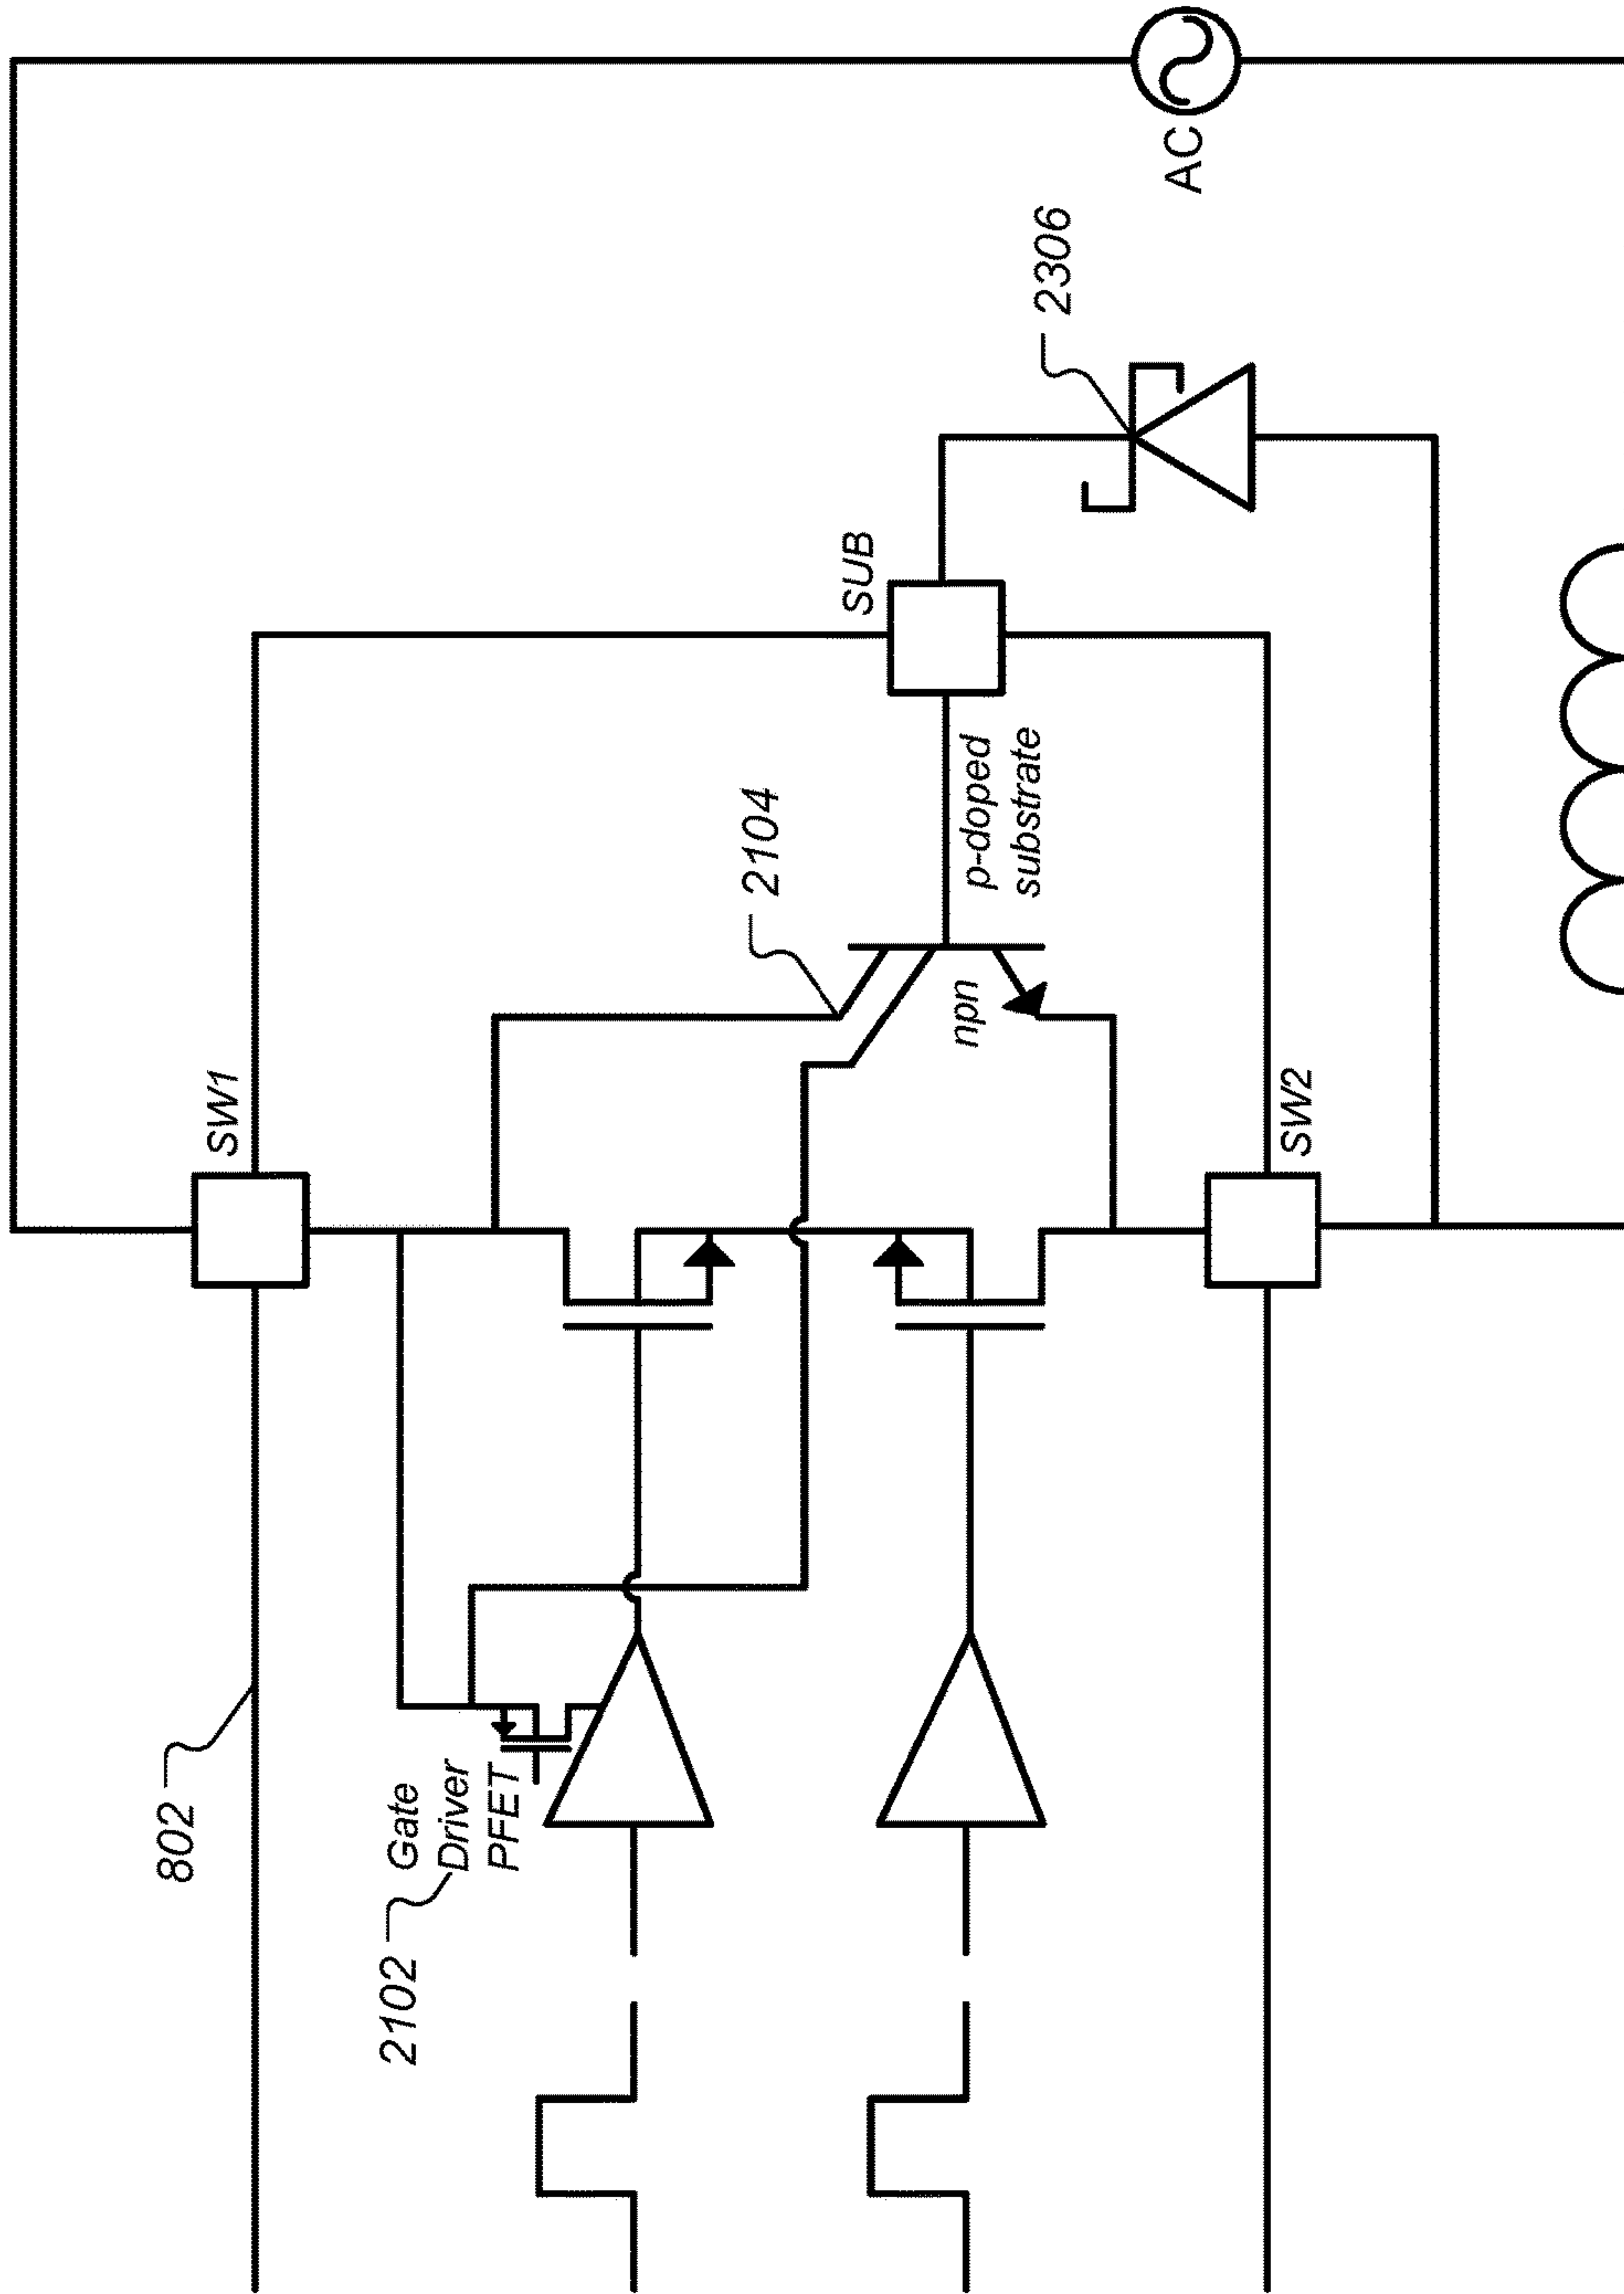 802
SW1
2104
SUB
2306
AC
2102
Gate
Driver
PFET
npn
p-doped
substrate
SW2